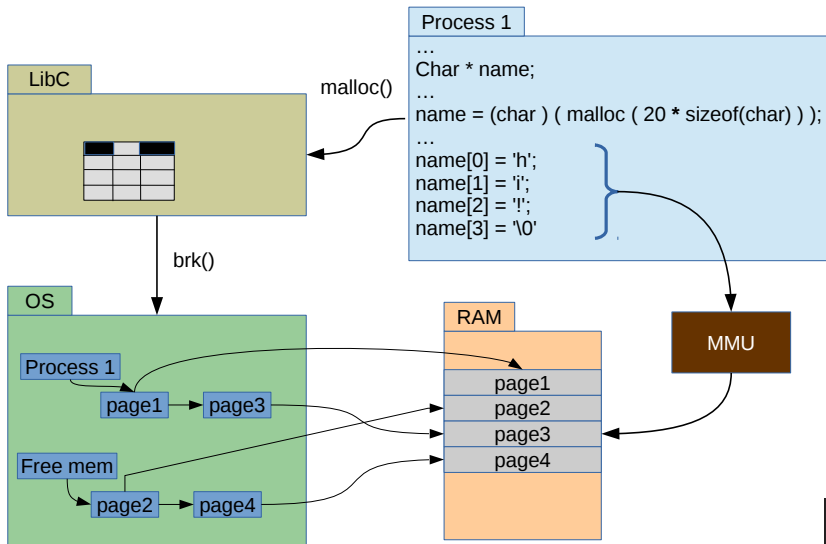 Process 1
…
Char * name;
…
name = (char ) ( malloc ( 20 * sizeof(char) ) );
…
name[0] = 'h';
name[1] = 'i';
name[2] = '!';
name[3] = '\0'
LibC
malloc()
brk()
OS
Process 1
page1
page3
Free mem
page2
page4
RAM
page1
page2
page3
page4
MMU